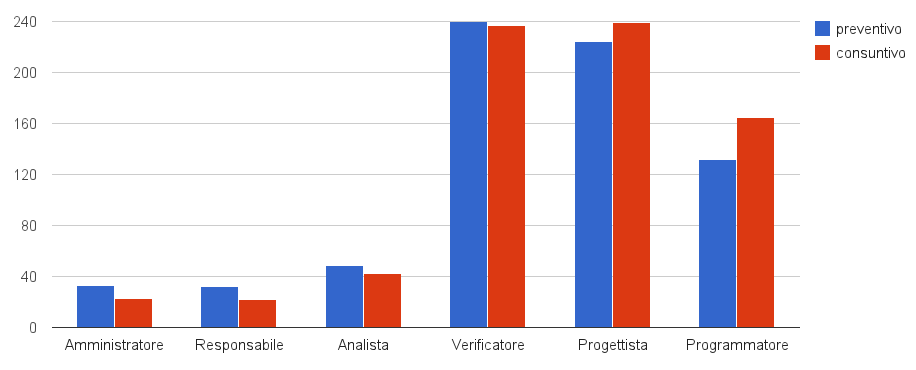 240
200
160
120
80
40
0
Amministratore
Responsabile
Analista
Verificatore
Progettista
Programmatore
preventivo
consuntivo